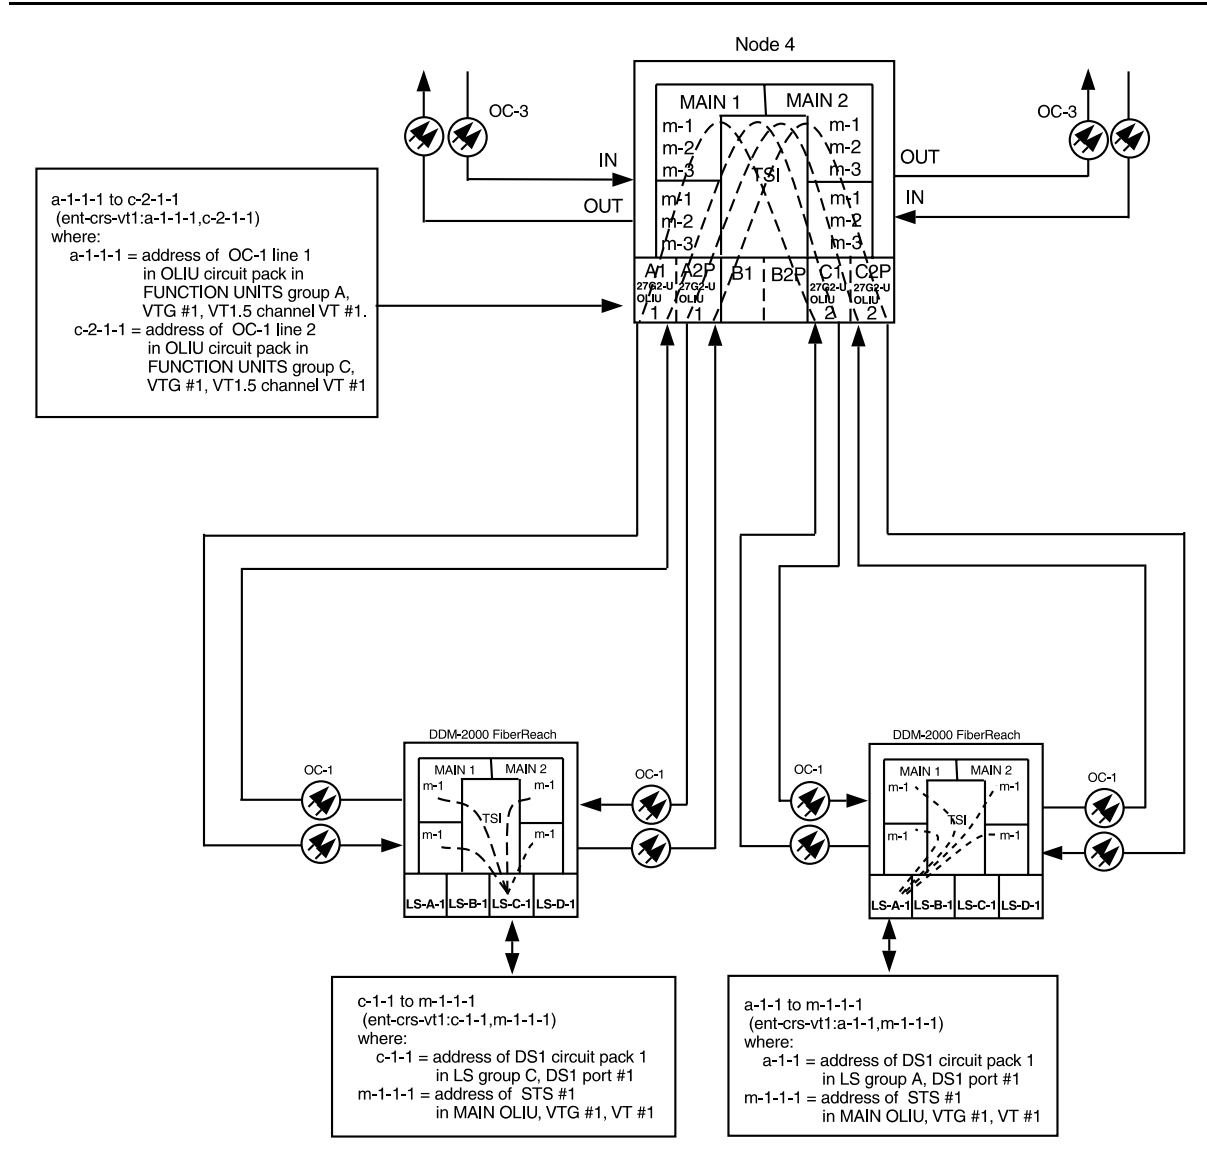 Node 4
OC-3
OC-3
MAIN 1
MAIN 2
m-1
m-2
m-3
m-1
m-2
m-3
TSI
m-1
m-2
m-3
m-1
m-2
m-3
IN
OUT
OUT
IN
A1
27G2-U
OLIU
1
A2P
27G2-U
OLIU
1
B1
B2P
C1
27G2-U
OLIU
2
C2P
27G2-U
OLIU
2
a-1-1-1 to c-2-1-1
(ent-crs-vt1:a-1-1-1,c-2-1-1)
where:
a-1-1-1 = address of OC-1 line 1
in OLIU circuit pack in
FUNCTION UNITS group A,
VTG #1, VT1.5 channel VT #1.
c-2-1-1 = address of OC-1 line 2
in OLIU circuit pack in
FUNCTION UNITS group C,
VTG #1, VT1.5 channel VT #1
DDM-2000 FiberReach
OC-1
OC-1
MAIN 1
MAIN 2
m-1
m-1
TSI
m-1
m-1
LS-A-1
LS-B-1
LS-C-1
LS-D-1
DDM-2000 FiberReach
OC-1
OC-1
MAIN 1
MAIN 2
m-1
m-1
TSI
m-1
m-1
LS-A-1
LS-B-1
LS-C-1
LS-D-1
c-1-1 to m-1-1-1
(ent-crs-vt1:c-1-1,m-1-1-1)
where:
c-1-1 = address of DS1 circuit pack 1
in LS group C, DS1 port #1
m-1-1-1 = address of STS #1
in MAIN OLIU, VTG #1, VT #1
a-1-1 to m-1-1-1
(ent-crs-vt1:a-1-1,m-1-1-1)
where:
a-1-1 = address of DS1 circuit pack 1
in LS group A, DS1 port #1
m-1-1-1 = address of STS #1
in MAIN OLIU, VTG #1, VT #1